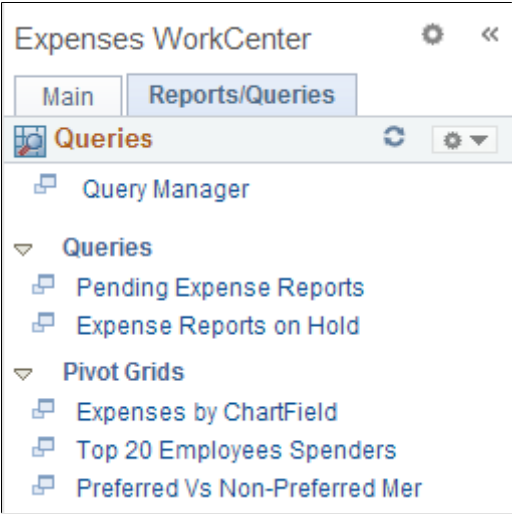 Expenses WorkCenter
Main
Reports/Queries
Queries
Query Manager
Queries
Pending Expense Reports
Expense Reports on Hold
Pivot Grids
Expenses by ChartField
Top 20 Employees Spenders
Preferred Vs Non-Preferred Mer